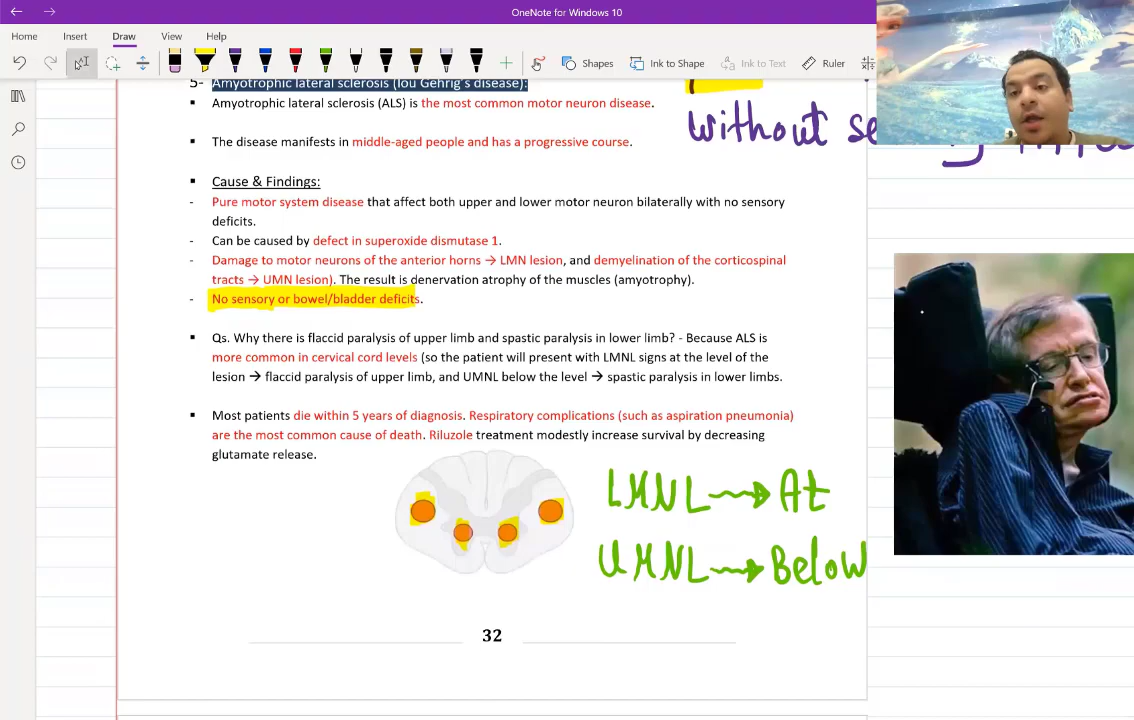 OneNote for Windows 10
Home Insert Draw View Help
Shapes Ink to Shape Ink to Text Ruler
5- Amyotrophic lateral sclerosis (lou Gehrig's disease):
▪ Amyotrophic lateral sclerosis (ALS) is the most common motor neuron disease.
without
▪ The disease manifests in middle-aged people and has a progressive course.
▪ Cause & Findings:
- Pure motor system disease that affect both upper and lower motor neuron bilaterally with no sensory
deficits.
- Can be caused by defect in superoxide dismutase 1.
- Damage to motor neurons of the anterior horns → LMN lesion, and demyelination of the corticospinal
tracts → UMN lesion). The result is denervation atrophy of the muscles (amyotrophy).
- No sensory or bowel/bladder deficits.
▪ Qs. Why there is flaccid paralysis of upper limb and spastic paralysis in lower limb? - Because ALS is
more common in cervical cord levels (so the patient will present with LMNL signs at the level of the
lesion → flaccid paralysis of upper limb, and UMNL below the level → spastic paralysis in lower limbs.
▪ Most patients die within 5 years of diagnosis. Respiratory complications (such as aspiration pneumonia)
are the most common cause of death. Riluzole treatment modestly increase survival by decreasing
glutamate release.
LMNL → At
UMNL → Below
32